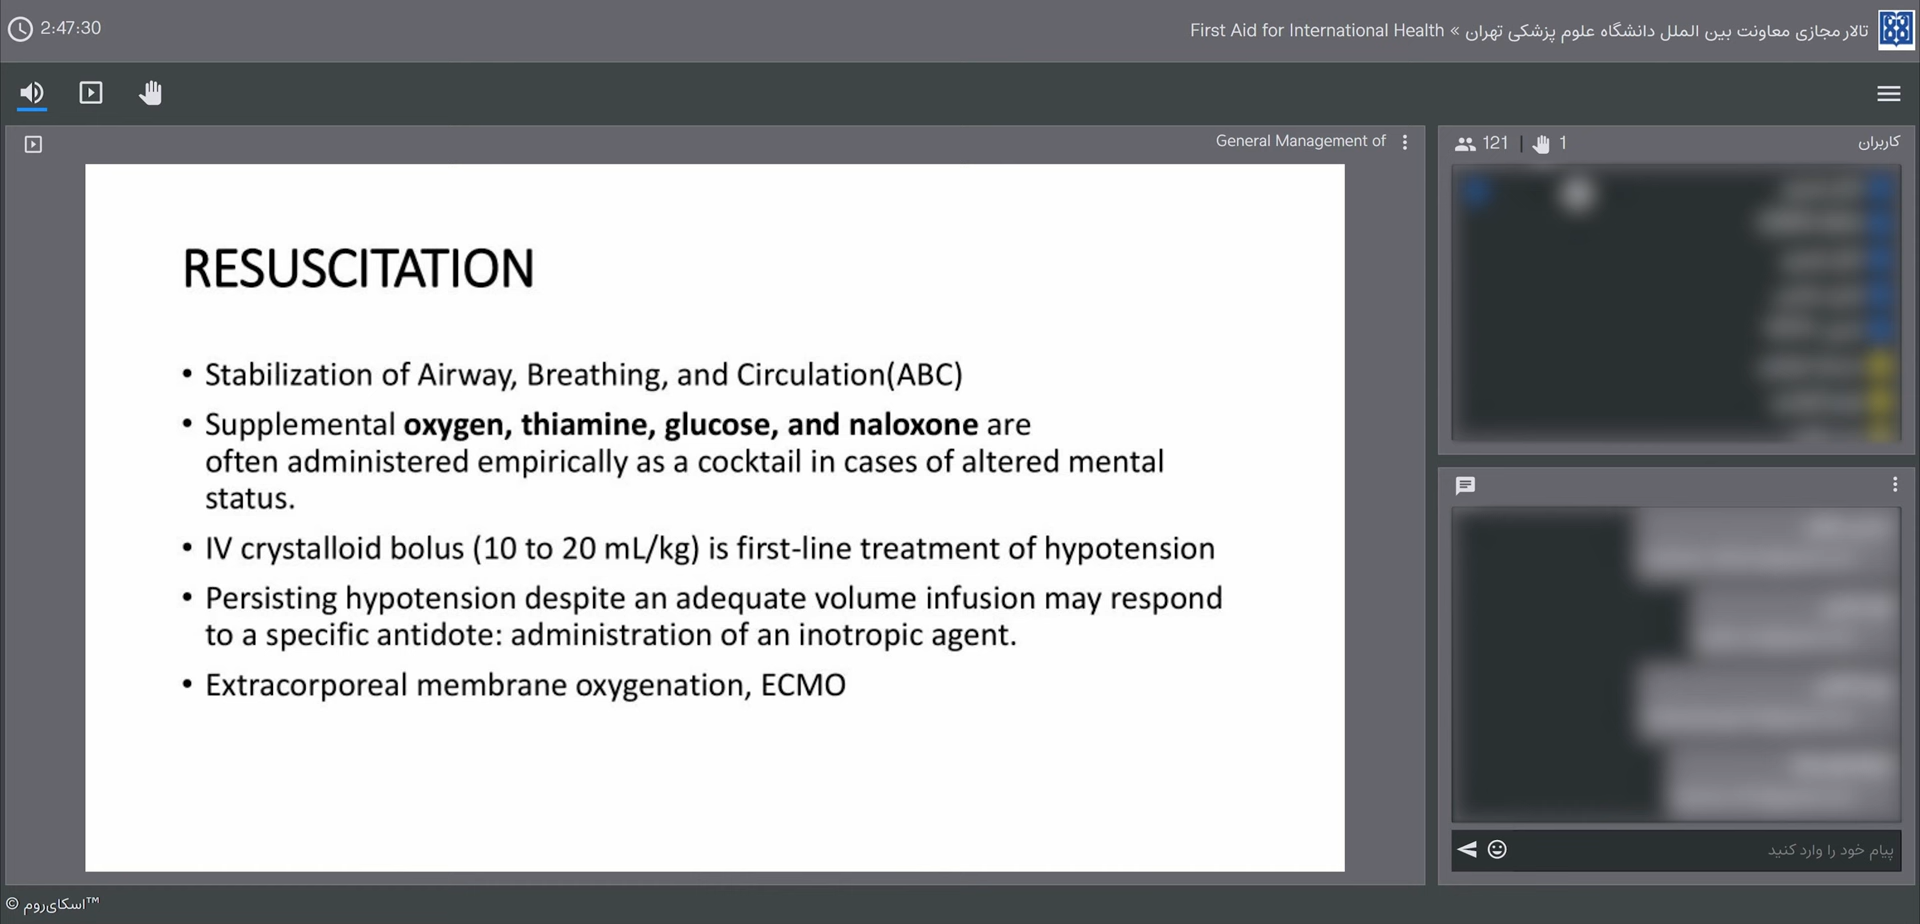 2:47:30
First Aid for International Health « تالار مجازی معاونت بین الملل دانشگاه علوم پزشکی تهران
General Management of
121 | 1
کاربران
RESUSCITATION
• Stabilization of Airway, Breathing, and Circulation(ABC)
• Supplemental oxygen, thiamine, glucose, and naloxone are
often administered empirically as a cocktail in cases of altered mental
status.
• IV crystalloid bolus (10 to 20 mL/kg) is first-line treatment of hypotension
• Persisting hypotension despite an adequate volume infusion may respond
to a specific antidote: administration of an inotropic agent.
• Extracorporeal membrane oxygenation, ECMO
پیام خود را وارد کنید
© اسکای‌روم™